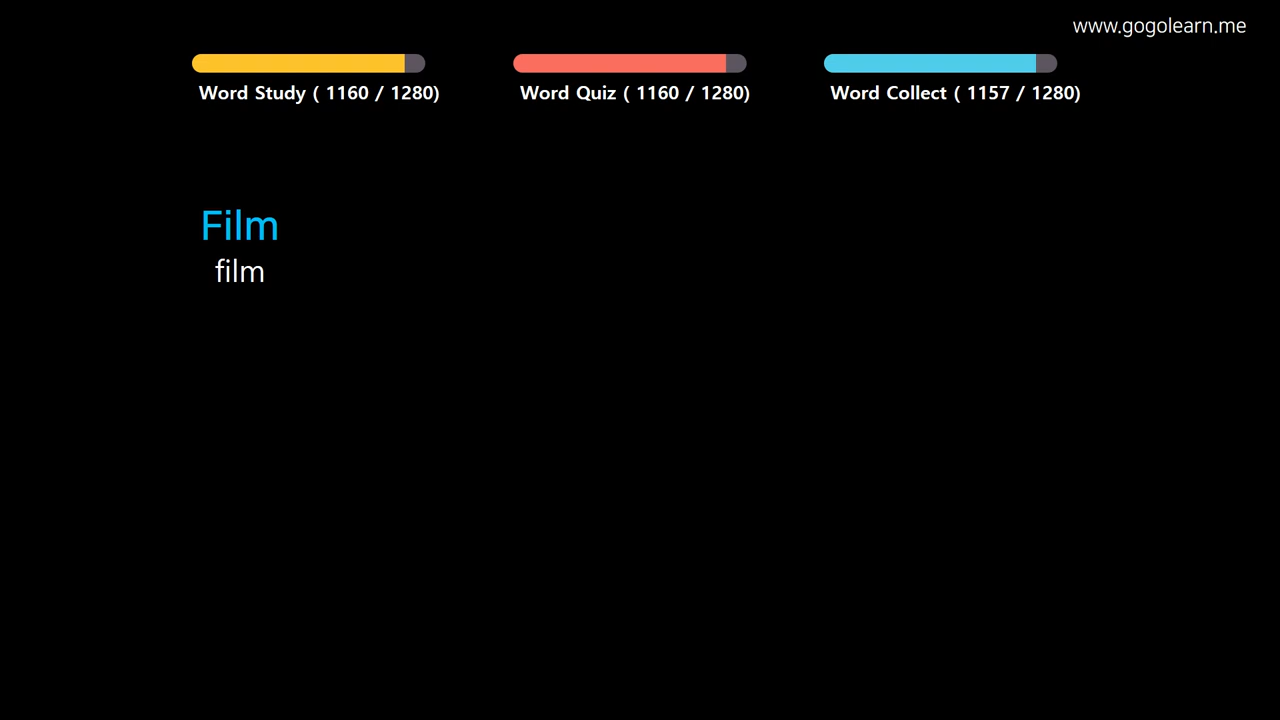 www.gogolearn.me
Word Study ( 1160 / 1280)
Word Quiz ( 1160 / 1280)
Word Collect ( 1157 / 1280)
Film
film